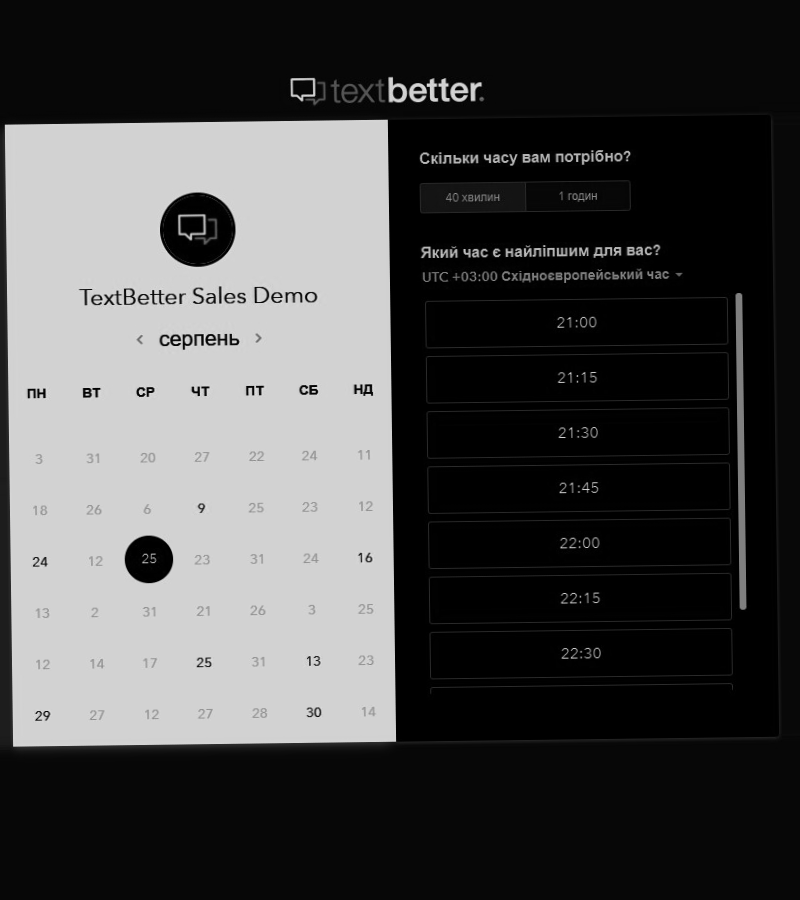 textbetter.
TextBetter Sales Demo
серпень
ПН ВТ СР ЧТ ПТ СБ НД
3 31 20 27 22 24 11
18 26 6 9 25 23 12
24 12 25 23 31 24 16
13 2 31 21 26 3 25
12 14 17 25 31 13 23
29 27 12 27 28 30 14
Скільки часу вам потрібно?
40 хвилин 1 годин
Який час є найліпшим для вас?
UTC +03:00 Східноєвропейський час
21:00
21:15
21:30
21:45
22:00
22:15
22:30